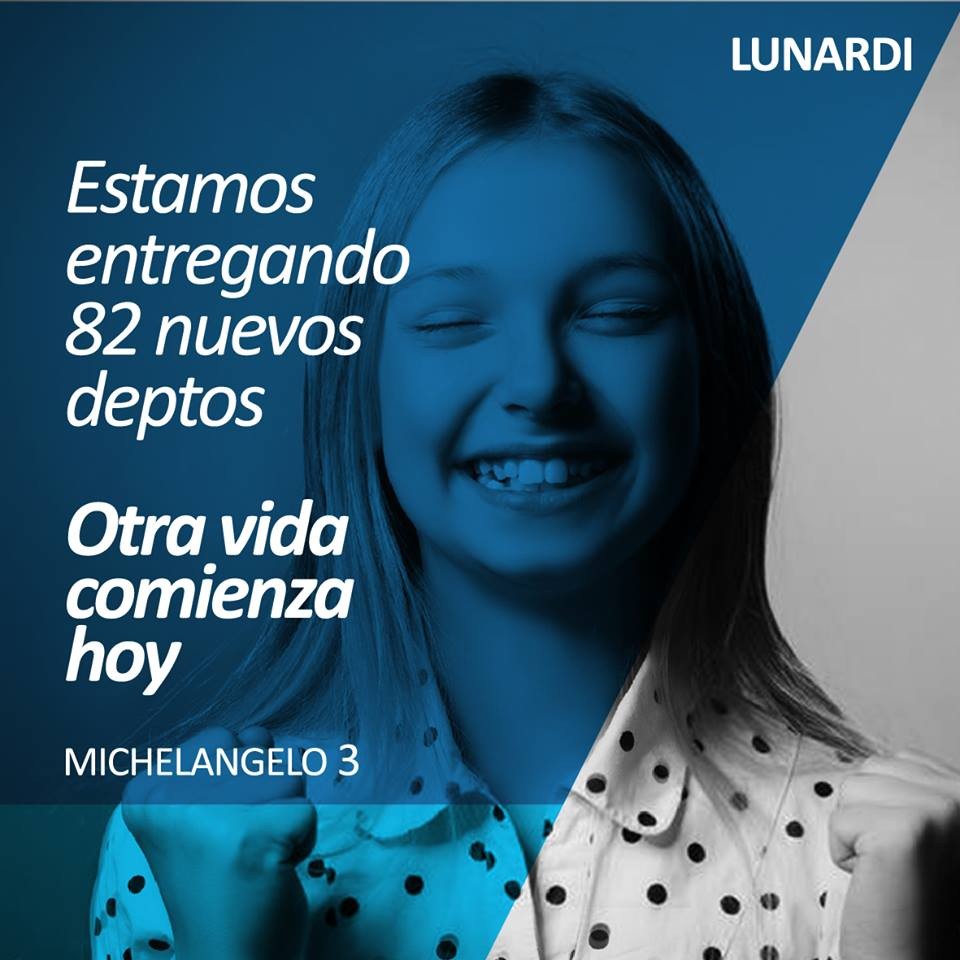 LUNARDI
Estamos
entregando
82 nuevos
deptos
Otra vida
comienza
hoy
MICHELANGELO 3